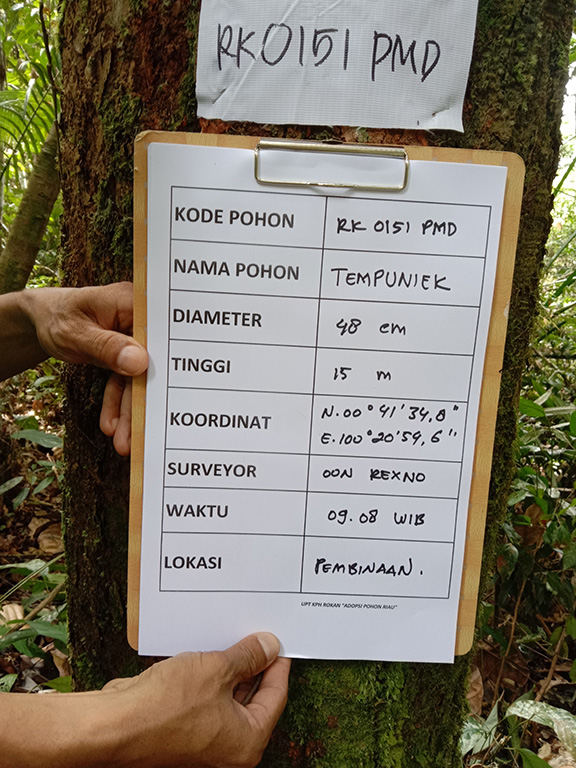 RK0151 PMD
KODE POHON RK 0151 PMD
NAMA POHON TEMPUNIEK
DIAMETER 48 cm
TINGGI 15 m
KOORDINAT N.00°41'34,8"
E.100°20'59,6"
SURVEYOR OON REXNO
WAKTU 09.08 WIB
LOKASI PEMBINAAN.
UPT KPH ROKAN "ADOPSI POHON RIAU"